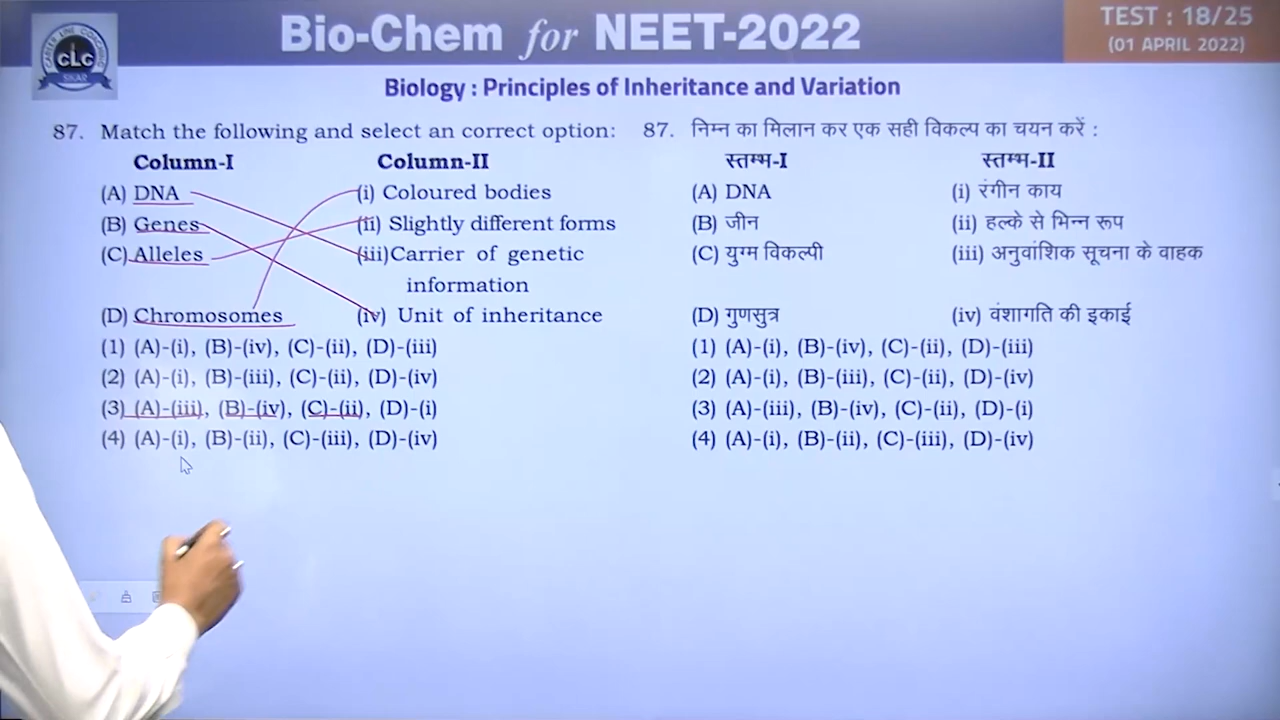 Bio-Chem for NEET-2022
TEST : 18/25
(01 APRIL 2022)
CAREER LINE COACHING
CLC
SIKAR
Biology : Principles of Inheritance and Variation
87. Match the following and select an correct option:
Column-I Column-II
(A) DNA (i) Coloured bodies
(B) Genes (ii) Slightly different forms
(C) Alleles (iii) Carrier of genetic
information
(D) Chromosomes (iv) Unit of inheritance
(1) (A)-(i), (B)-(iv), (C)-(ii), (D)-(iii)
(2) (A)-(i), (B)-(iii), (C)-(ii), (D)-(iv)
(3) (A)-(iii), (B)-(iv), (C)-(ii), (D)-(i)
(4) (A)-(i), (B)-(ii), (C)-(iii), (D)-(iv)
87. निम्न का मिलान कर एक सही विकल्प का चयन करें :
स्तम्भ-I स्तम्भ-II
(A) DNA (i) रंगीन काय
(B) जीन (ii) हल्के से भिन्न रूप
(C) युग्म विकल्पी (iii) अनुवांशिक सूचना के वाहक
(D) गुणसुत्र (iv) वंशागति की इकाई
(1) (A)-(i), (B)-(iv), (C)-(ii), (D)-(iii)
(2) (A)-(i), (B)-(iii), (C)-(ii), (D)-(iv)
(3) (A)-(iii), (B)-(iv), (C)-(ii), (D)-(i)
(4) (A)-(i), (B)-(ii), (C)-(iii), (D)-(iv)